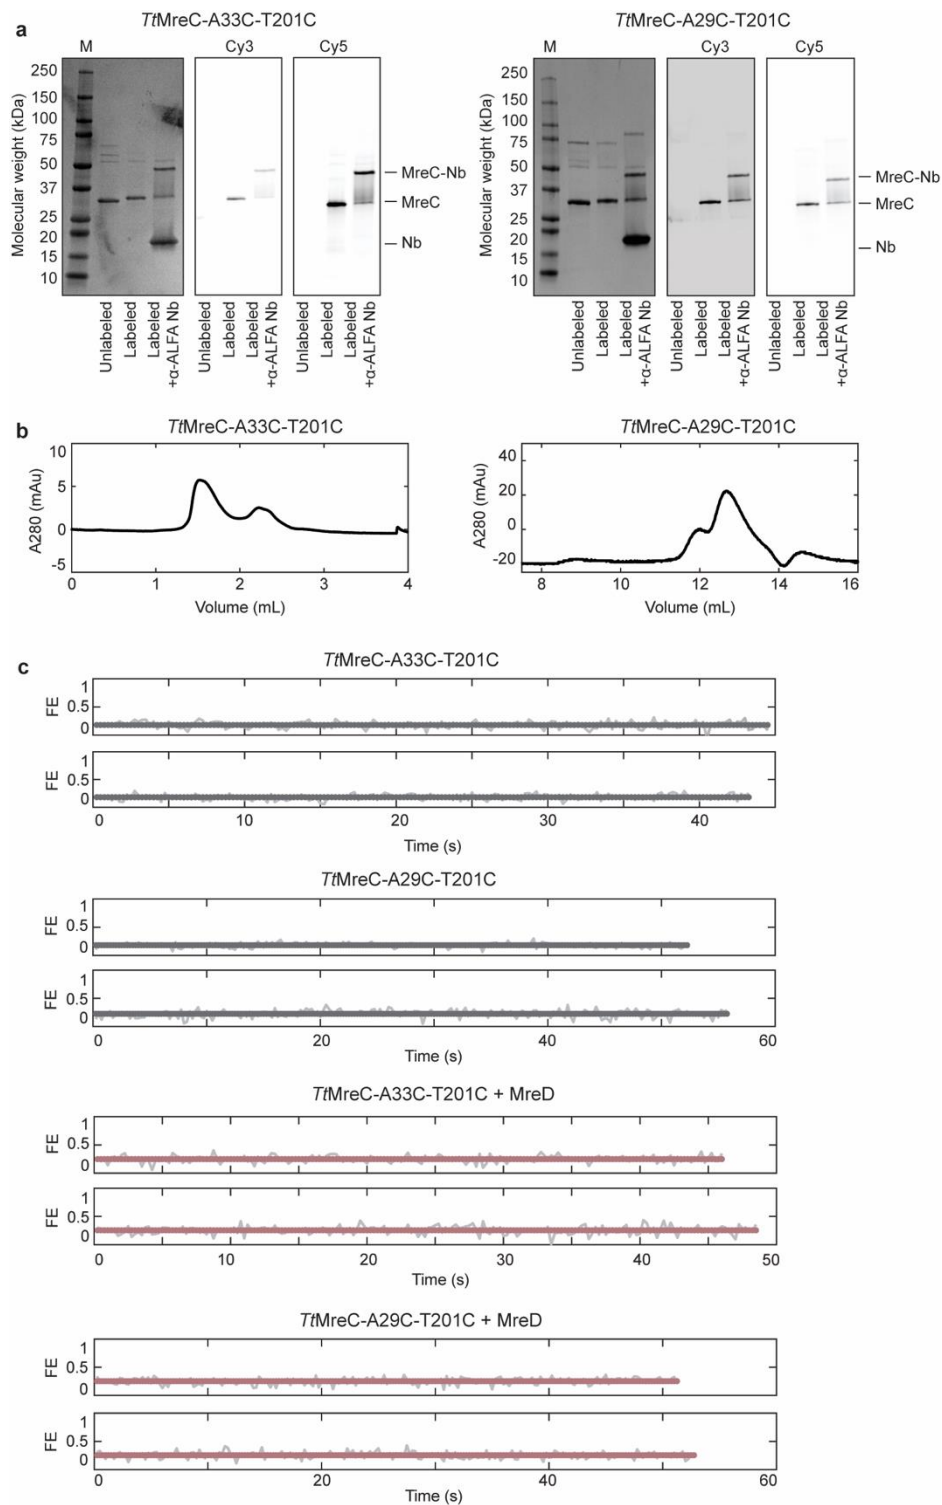 a
TtMreC-A33C-T201C
M
Cy3
Cy5
Molecular weight (kDa)
250
150
100
75
50
37
25
20
15
10
MreC-Nb
MreC
Nb
Unlabeled
Labeled
Labeled
+α-ALFA Nb
Unlabeled
Labeled
Labeled
+α-ALFA Nb
Unlabeled
Labeled
Labeled
+α-ALFA Nb
TtMreC-A29C-T201C
M
Cy3
Cy5
Molecular weight (kDa)
250
150
100
75
50
37
25
20
15
10
MreC-Nb
MreC
Nb
Unlabeled
Labeled
Labeled
+α-ALFA Nb
Unlabeled
Labeled
Labeled
+α-ALFA Nb
Unlabeled
Labeled
Labeled
+α-ALFA Nb
b
TtMreC-A33C-T201C
A280 (mAu)
10
5
0
-5
0 1 2 3 4
Volume (mL)
TtMreC-A29C-T201C
A280 (mAu)
40
20
0
-20
8 10 12 14 16
Volume (mL)
c
TtMreC-A33C-T201C
FE
1
0.5
0
FE
1
0.5
0
0 10 20 30 40
Time (s)
TtMreC-A29C-T201C
FE
1
0.5
0
FE
1
0.5
0
0 20 40 60
Time (s)
TtMreC-A33C-T201C + MreD
FE
1
0.5
0
FE
1
0.5
0
0 10 20 30 40 50
Time (s)
TtMreC-A29C-T201C + MreD
FE
1
0.5
0
FE
1
0.5
0
0 20 40 60
Time (s)